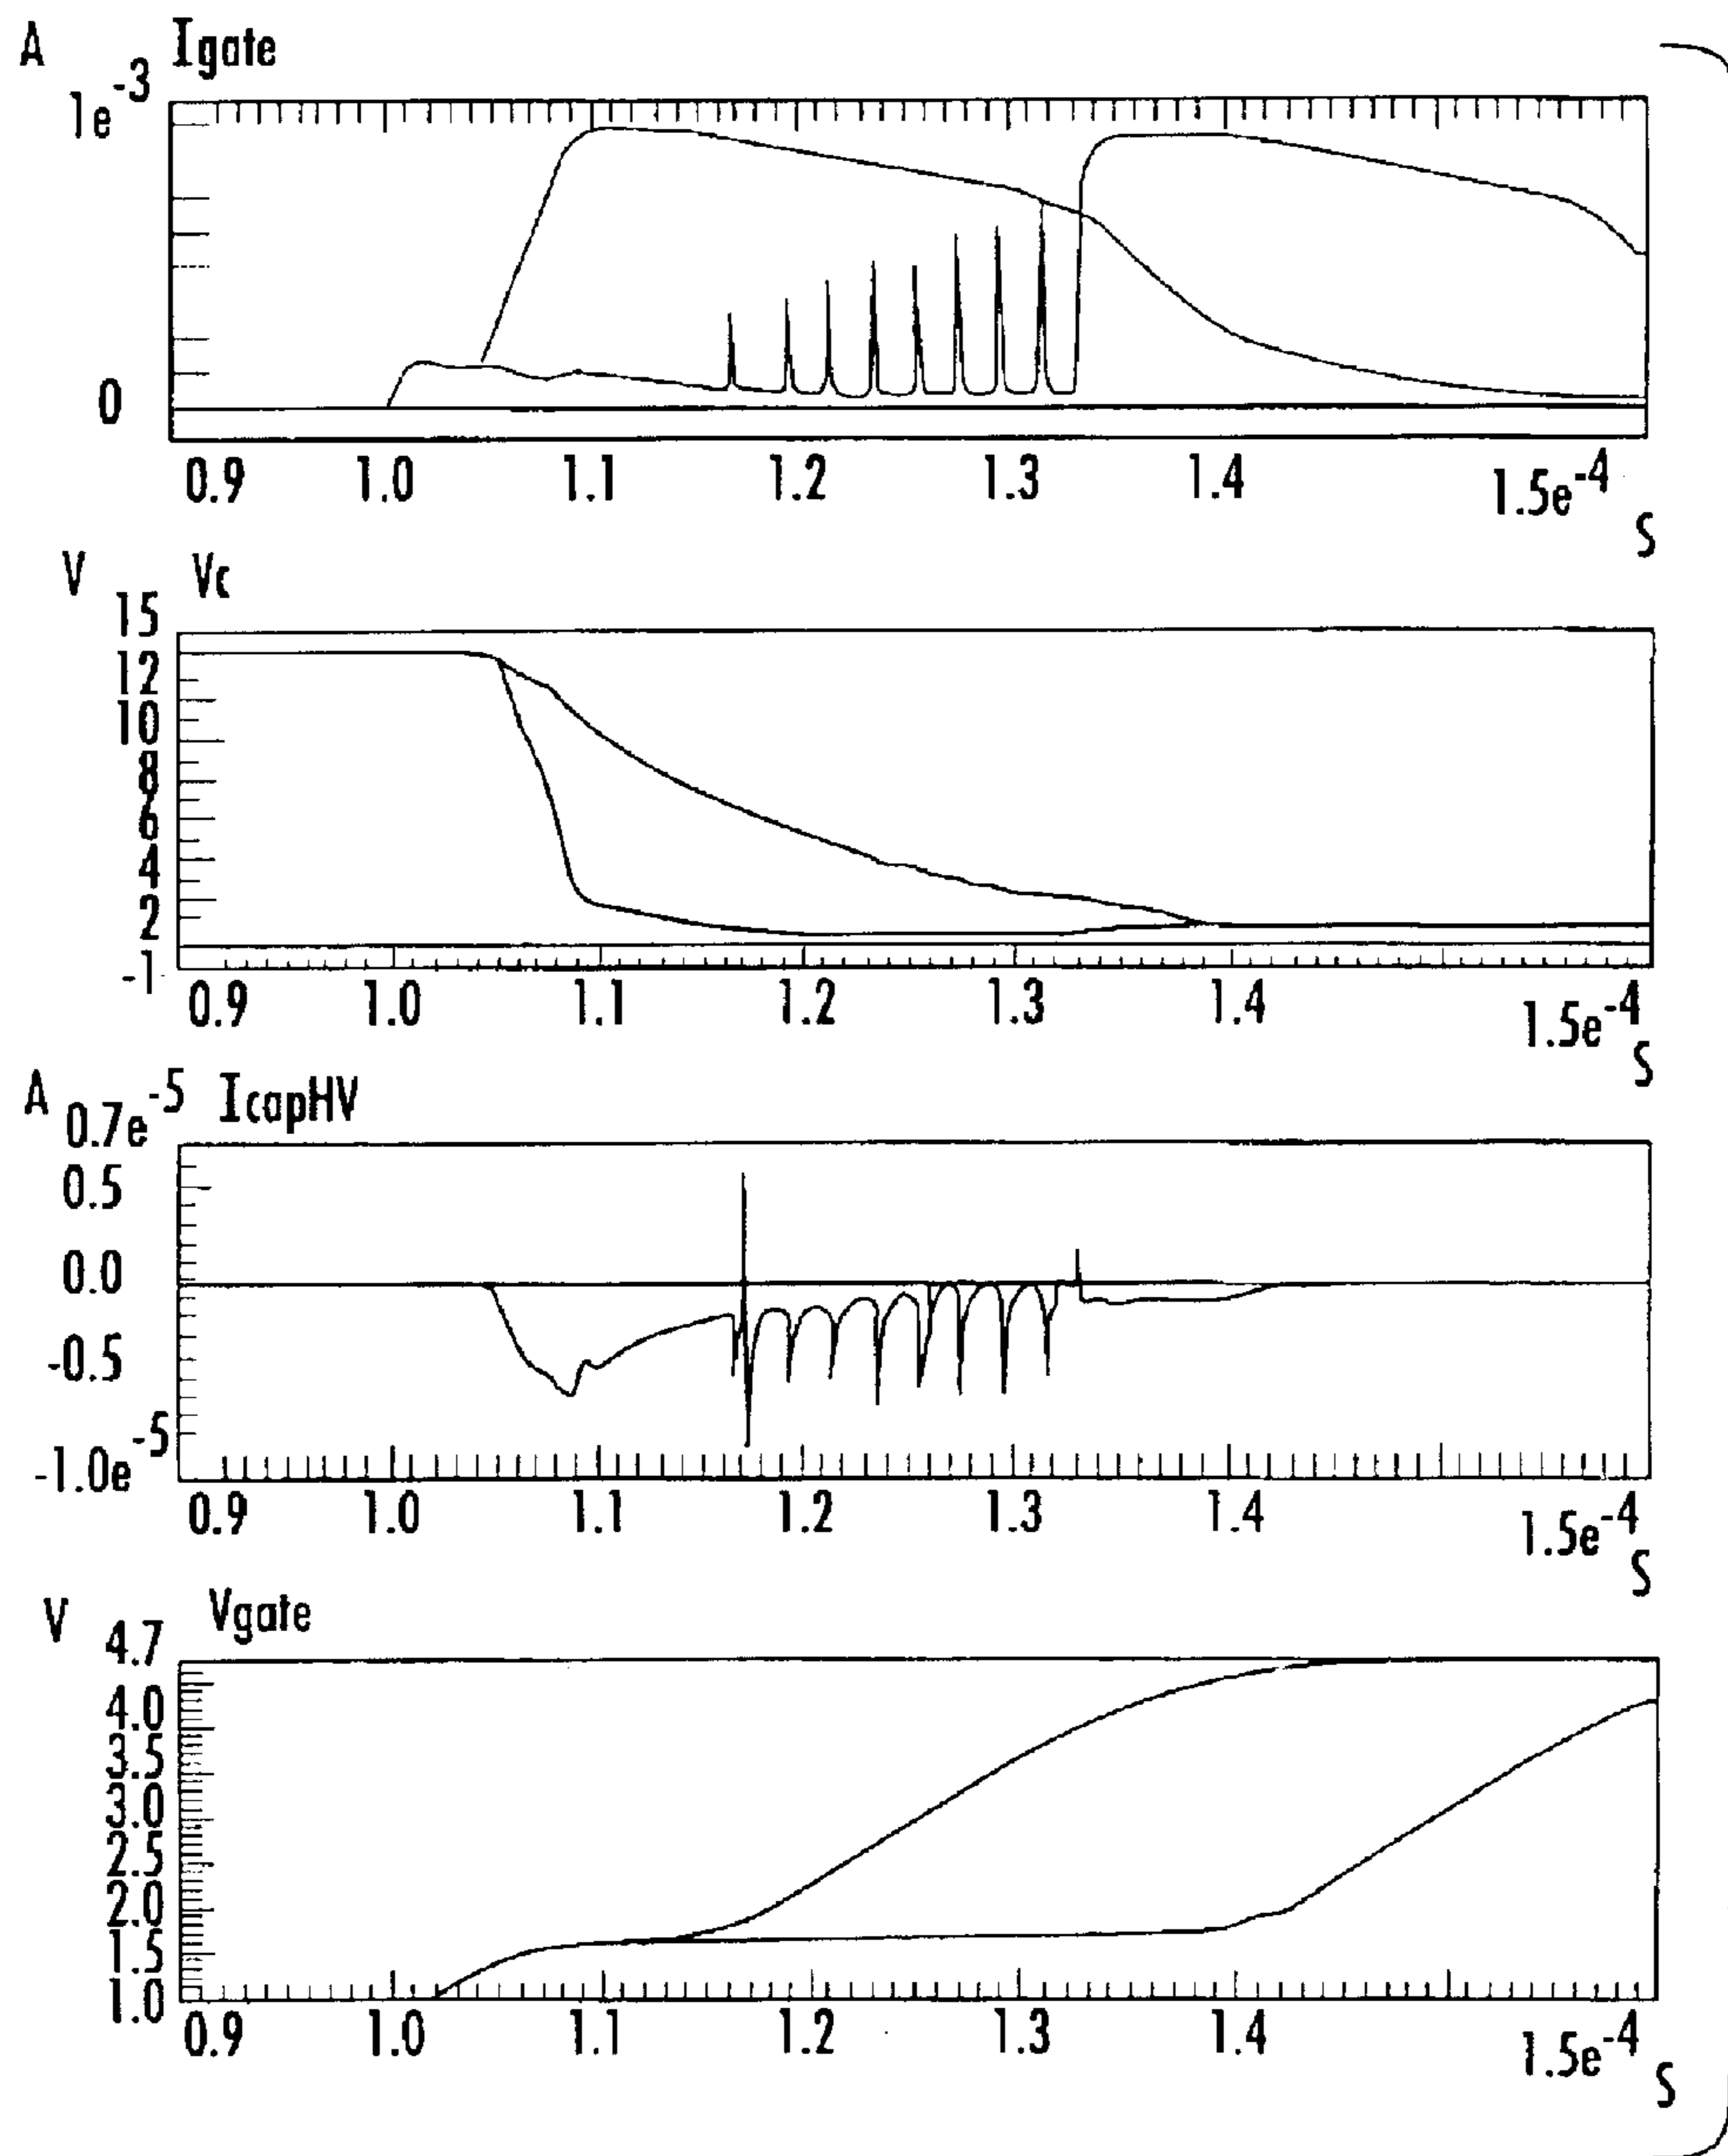 A Igate
1e-3
0
0.9 1.0 1.1 1.2 1.3 1.4 1.5e-4
S
V Vc
15
12
10
8
6
4
2
-1
0.9 1.0 1.1 1.2 1.3 1.4 1.5e-4
S
A 0.7e-5 IcapHV
0.5
0.0
-0.5
-1.0e-5
0.9 1.0 1.1 1.2 1.3 1.4 1.5e-4
S
V Vgate
4.7
4.0
3.5
3.0
2.5
2.0
1.5
1.0
0.9 1.0 1.1 1.2 1.3 1.4 1.5e-4
S